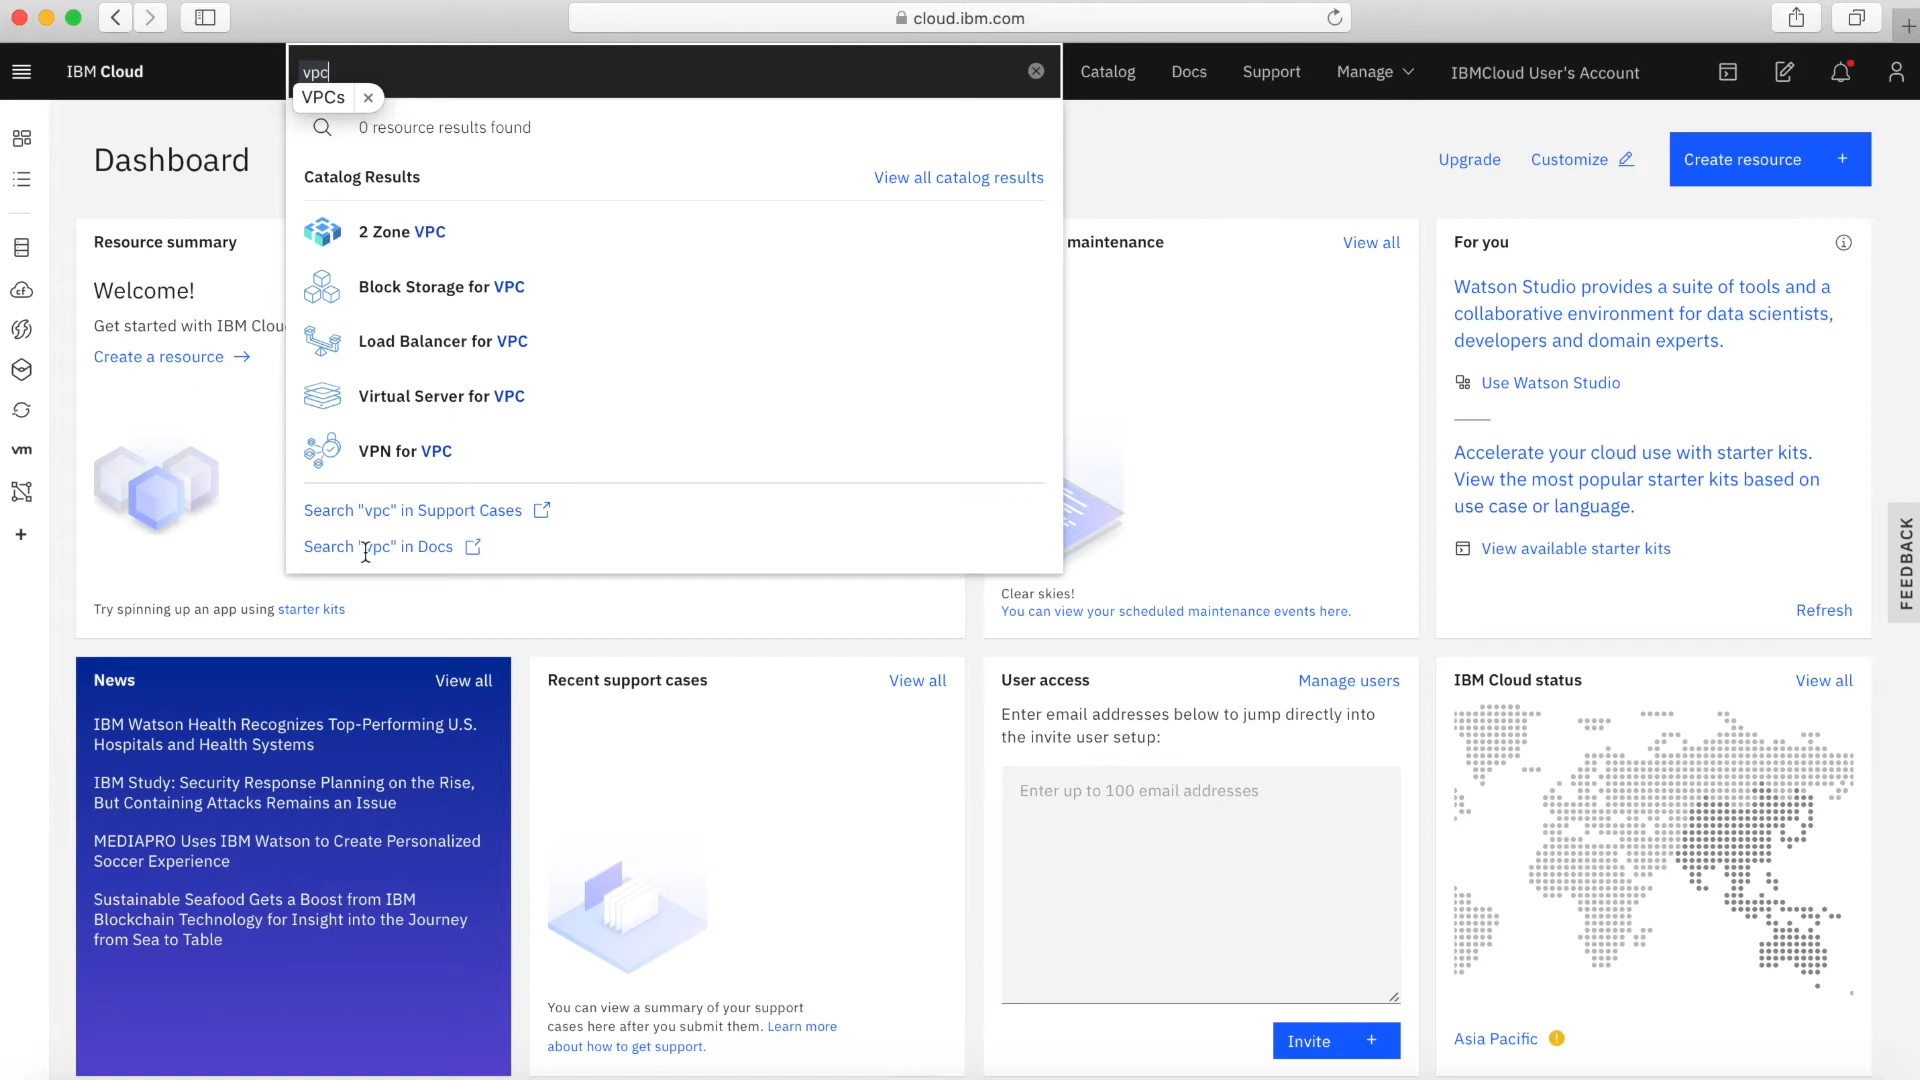 cloud.ibm.com
IBM Cloud
vpc
Catalog
Docs
Support
Manage
IBMCloud User's Account
VPCs
0 resource results found
Catalog Results
View all catalog results
2 Zone VPC
Block Storage for VPC
Load Balancer for VPC
Virtual Server for VPC
VPN for VPC
Search "vpc" in Support Cases
Search "vpc" in Docs
Dashboard
Upgrade
Customize
Create resource +
Resource summary
Welcome!
Get started with IBM Clou
Create a resource →
Try spinning up an app using starter kits
maintenance
View all
Clear skies!
You can view your scheduled maintenance events here.
For you
Watson Studio provides a suite of tools and a
collaborative environment for data scientists,
developers and domain experts.
Use Watson Studio
Accelerate your cloud use with starter kits.
View the most popular starter kits based on
use case or language.
View available starter kits
Refresh
FEEDBACK
cf
vm
News
View all
IBM Watson Health Recognizes Top-Performing U.S.
Hospitals and Health Systems
IBM Study: Security Response Planning on the Rise,
But Containing Attacks Remains an Issue
MEDIAPRO Uses IBM Watson to Create Personalized
Soccer Experience
Sustainable Seafood Gets a Boost from IBM
Blockchain Technology for Insight into the Journey
from Sea to Table
Recent support cases
View all
You can view a summary of your support
cases here after you submit them. Learn more
about how to get support.
User access
Manage users
Enter email addresses below to jump directly into
the invite user setup:
Enter up to 100 email addresses
Invite +
IBM Cloud status
View all
Asia Pacific